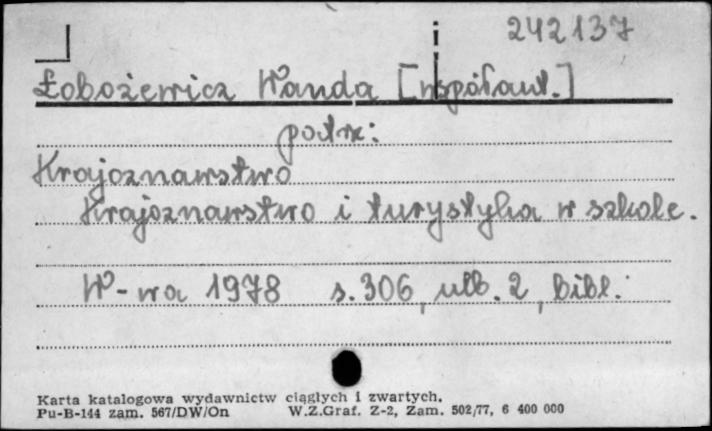 242137
Łobożewicz Wanda [współaut.]
patrz:
Krajoznawstwo
Krajoznawstwo i turystyka w szkole.
W-wa 1978 s. 306, ulb. 2, bibl.
Karta katalogowa wydawnictw ciągłych i zwartych.
Pu-B-144 zam. 567/DW/On W.Z.Graf. Z-2, Zam. 502/77, 6 400 000